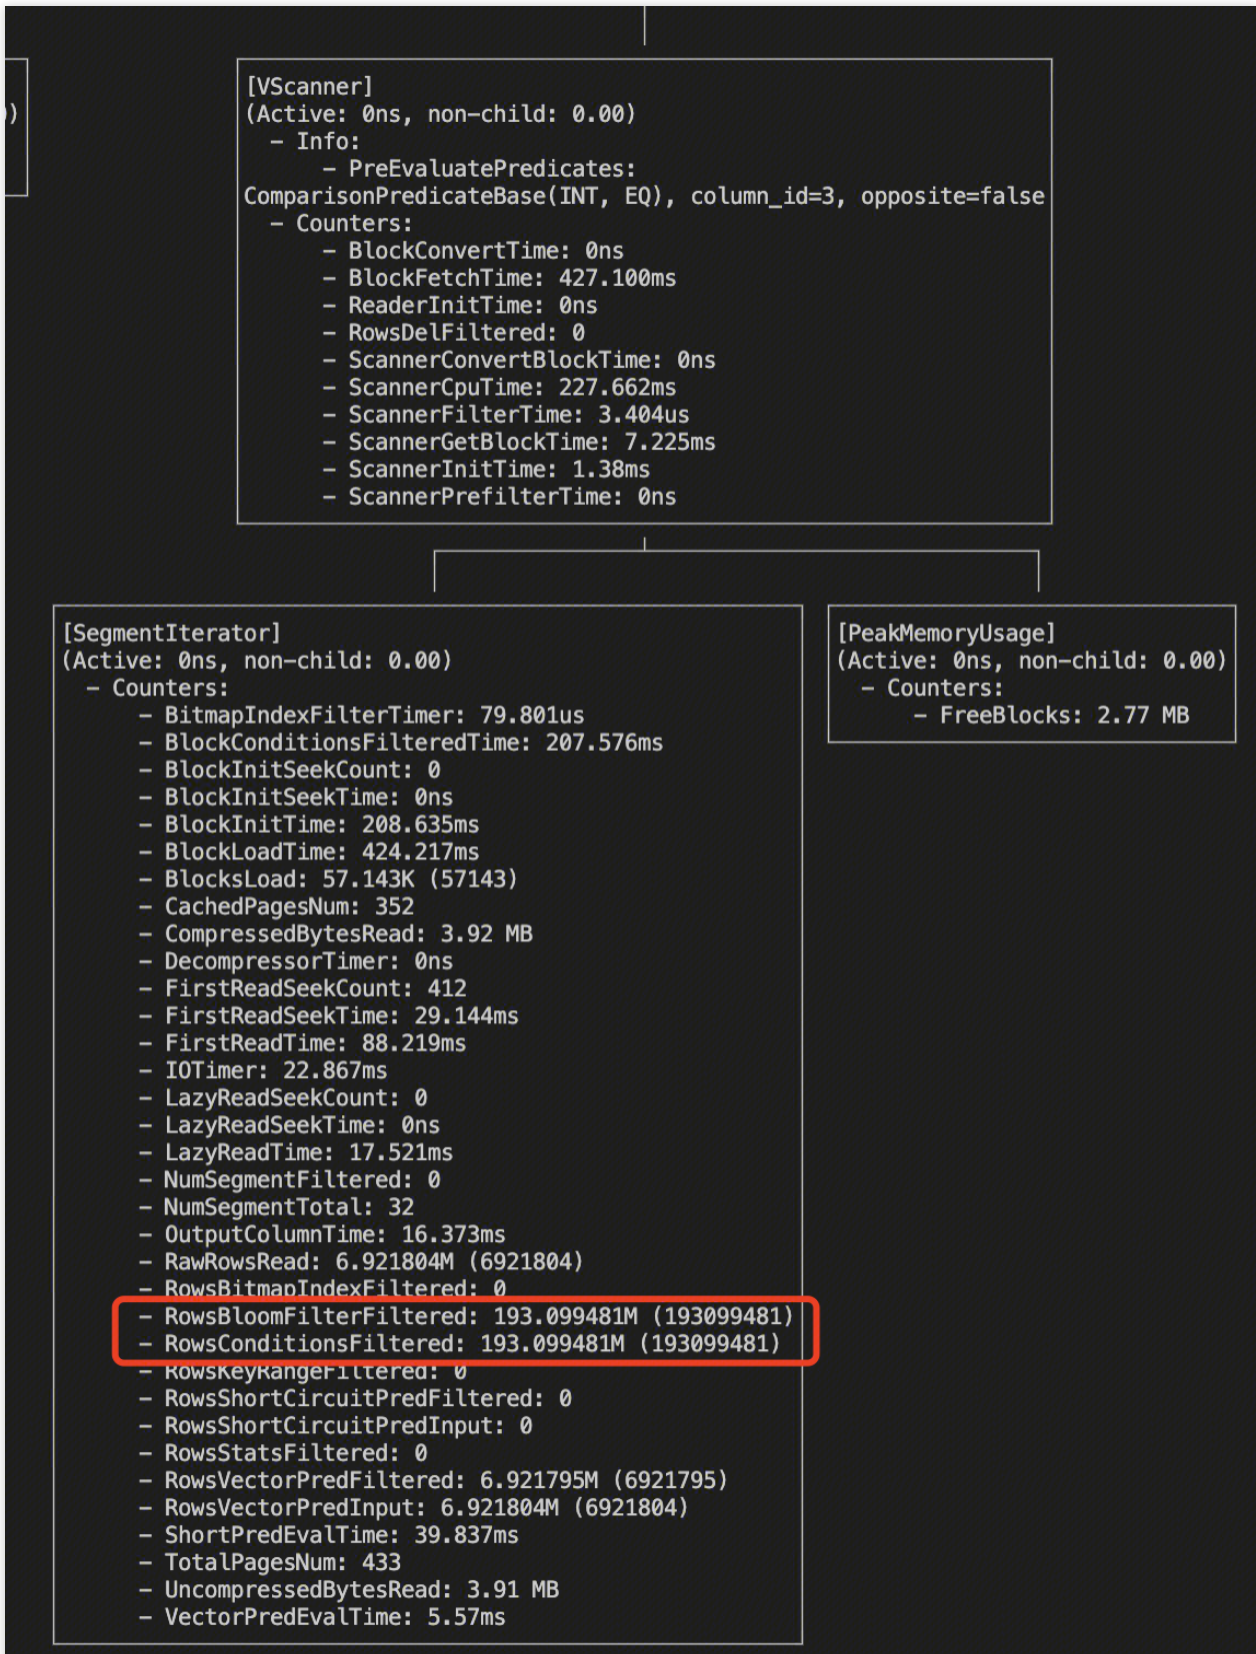 )
[VScanner]
(Active: 0ns, non-child: 0.00)
- Info:
- PreEvaluatePredicates:
ComparisonPredicateBase(INT, EQ), column_id=3, opposite=false
- Counters:
- BlockConvertTime: 0ns
- BlockFetchTime: 427.100ms
- ReaderInitTime: 0ns
- RowsDelFiltered: 0
- ScannerConvertBlockTime: 0ns
- ScannerCpuTime: 227.662ms
- ScannerFilterTime: 3.404us
- ScannerGetBlockTime: 7.225ms
- ScannerInitTime: 1.38ms
- ScannerPrefilterTime: 0ns
[SegmentIterator]
(Active: 0ns, non-child: 0.00)
- Counters:
- BitmapIndexFilterTimer: 79.801us
- BlockConditionsFilteredTime: 207.576ms
- BlockInitSeekCount: 0
- BlockInitSeekTime: 0ns
- BlockInitTime: 208.635ms
- BlockLoadTime: 424.217ms
- BlocksLoad: 57.143K (57143)
- CachedPagesNum: 352
- CompressedBytesRead: 3.92 MB
- DecompressorTimer: 0ns
- FirstReadSeekCount: 412
- FirstReadSeekTime: 29.144ms
- FirstReadTime: 88.219ms
- IOTimer: 22.867ms
- LazyReadSeekCount: 0
- LazyReadSeekTime: 0ns
- LazyReadTime: 17.521ms
- NumSegmentFiltered: 0
- NumSegmentTotal: 32
- OutputColumnTime: 16.373ms
- RawRowsRead: 6.921804M (6921804)
- RowsBitmapIndexFiltered: 0
- RowsBloomFilterFiltered: 193.099481M (193099481)
- RowsConditionsFiltered: 193.099481M (193099481)
- RowsKeyRangeFiltered: 0
- RowsShortCircuitPredFiltered: 0
- RowsShortCircuitPredInput: 0
- RowsStatsFiltered: 0
- RowsVectorPredFiltered: 6.921795M (6921795)
- RowsVectorPredInput: 6.921804M (6921804)
- ShortPredEvalTime: 39.837ms
- TotalPagesNum: 433
- UncompressedBytesRead: 3.91 MB
- VectorPredEvalTime: 5.57ms
[PeakMemoryUsage]
(Active: 0ns, non-child: 0.00)
- Counters:
- FreeBlocks: 2.77 MB